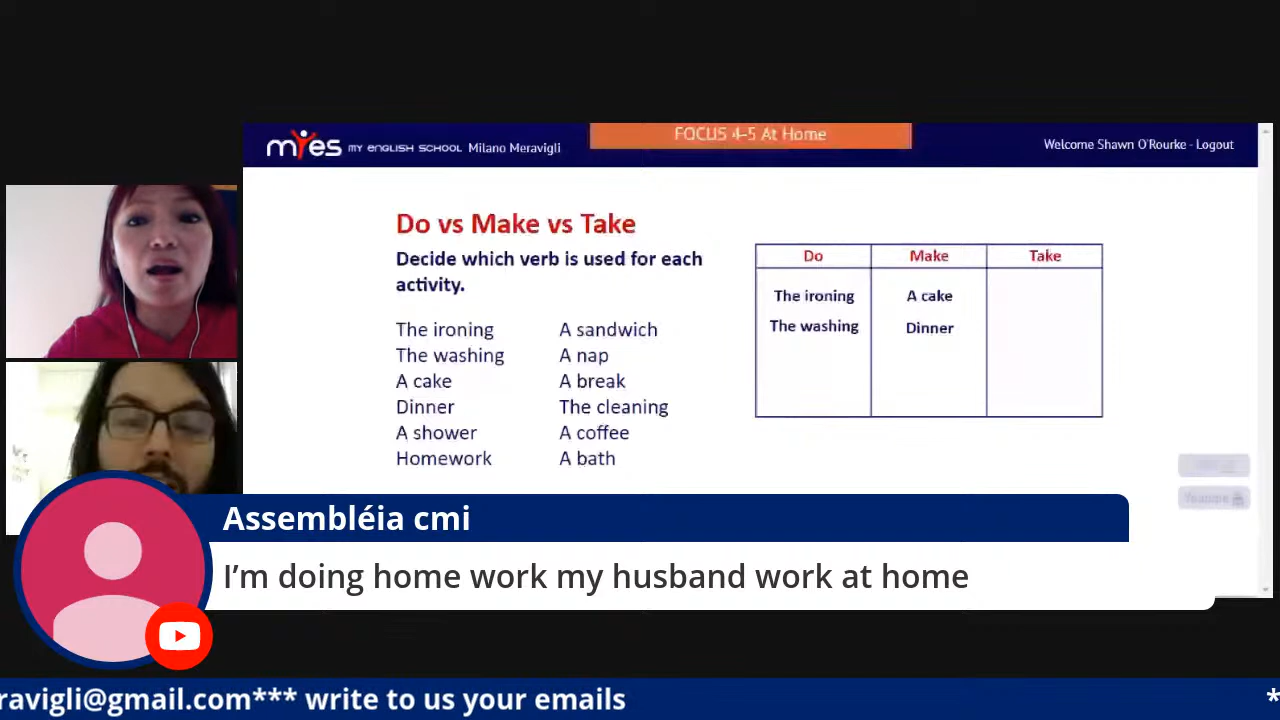 FOCUS 4-5 At Home
myes MY ENGLISH SCHOOL Milano Meravigli
Welcome Shawn O'Rourke - Logout
Do vs Make vs Take
Decide which verb is used for each
activity.
The ironing
The washing
A cake
Dinner
A shower
Homework
A sandwich
A nap
A break
The cleaning
A coffee
A bath
Do
Make
Take
The ironing
The washing
A cake
Dinner
Youtube
Assembléia cmi
I'm doing home work my husband work at home
ravigli@gmail.com*** write to us your emails
*